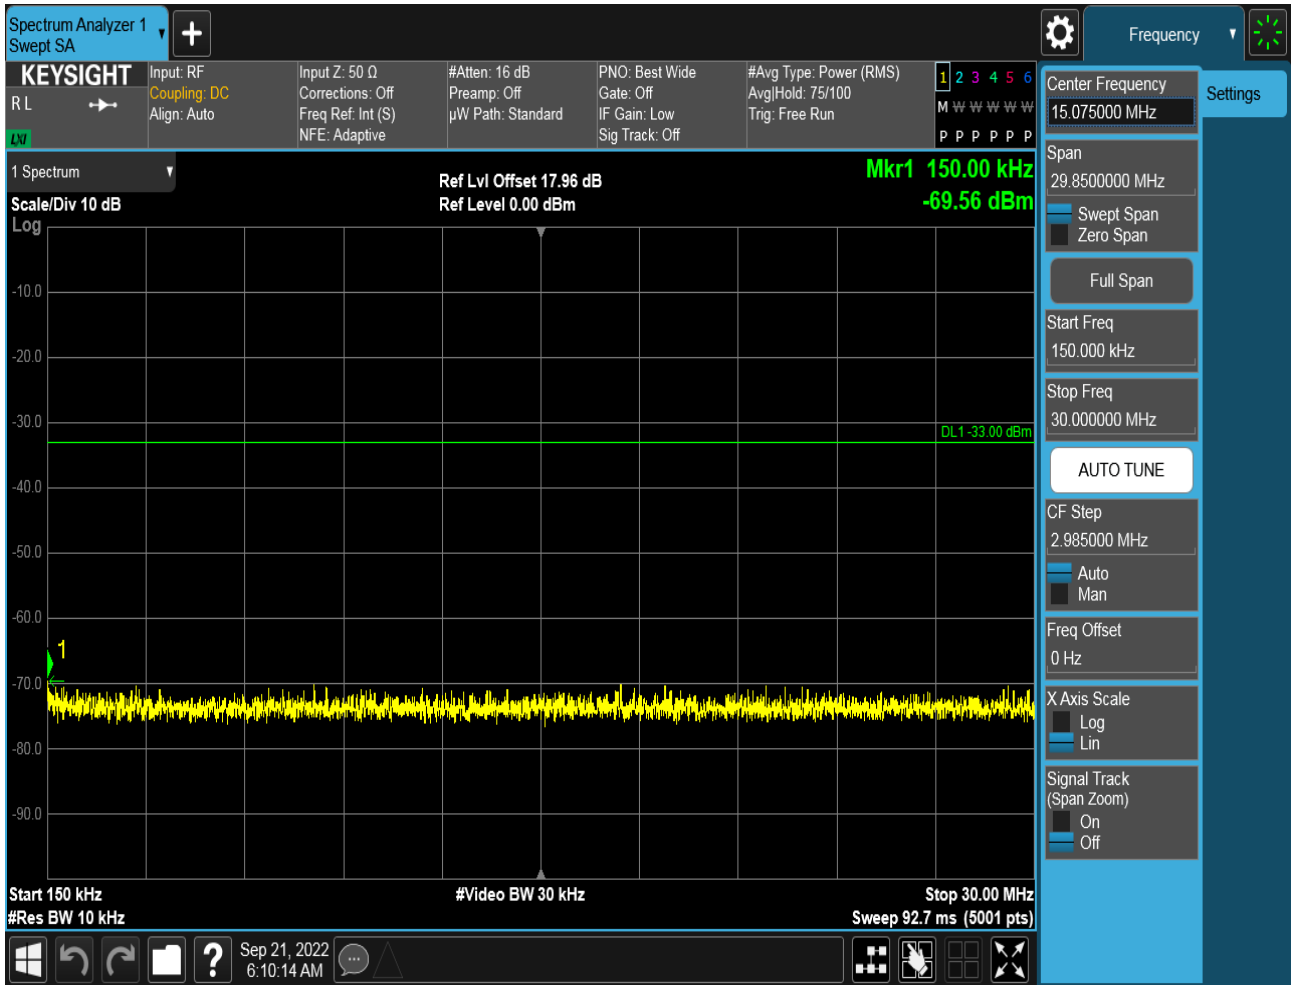 Spectrum Analyzer 1
Swept SA
Frequency
KEYSIGHT
R L
LXI
Input: RF
Coupling: DC
Align: Auto
Input Z: 50 Ω
Corrections: Off
Freq Ref: Int (S)
NFE: Adaptive
#Atten: 16 dB
Preamp: Off
µW Path: Standard
PNO: Best Wide
Gate: Off
IF Gain: Low
Sig Track: Off
#Avg Type: Power (RMS)
Avg|Hold: 75/100
Trig: Free Run
1 2 3 4 5 6
M W W W W W
P P P P P P
1 Spectrum
Scale/Div 10 dB
Log
Ref Lvl Offset 17.96 dB
Ref Level 0.00 dBm
Mkr1 150.00 kHz
-69.56 dBm
-10.0
-20.0
-30.0
DL1 -33.00 dBm
-40.0
-50.0
-60.0
1
-70.0
-80.0
-90.0
Start 150 kHz
#Video BW 30 kHz
Stop 30.00 MHz
#Res BW 10 kHz
Sweep 92.7 ms (5001 pts)
Center Frequency
15.075000 MHz
Settings
Span
29.8500000 MHz
Swept Span
Zero Span
Full Span
Start Freq
150.000 kHz
Stop Freq
30.000000 MHz
AUTO TUNE
CF Step
2.985000 MHz
Auto
Man
Freq Offset
0 Hz
X Axis Scale
Log
Lin
Signal Track
(Span Zoom)
On
Off
?
Sep 21, 2022
6:10:14 AM